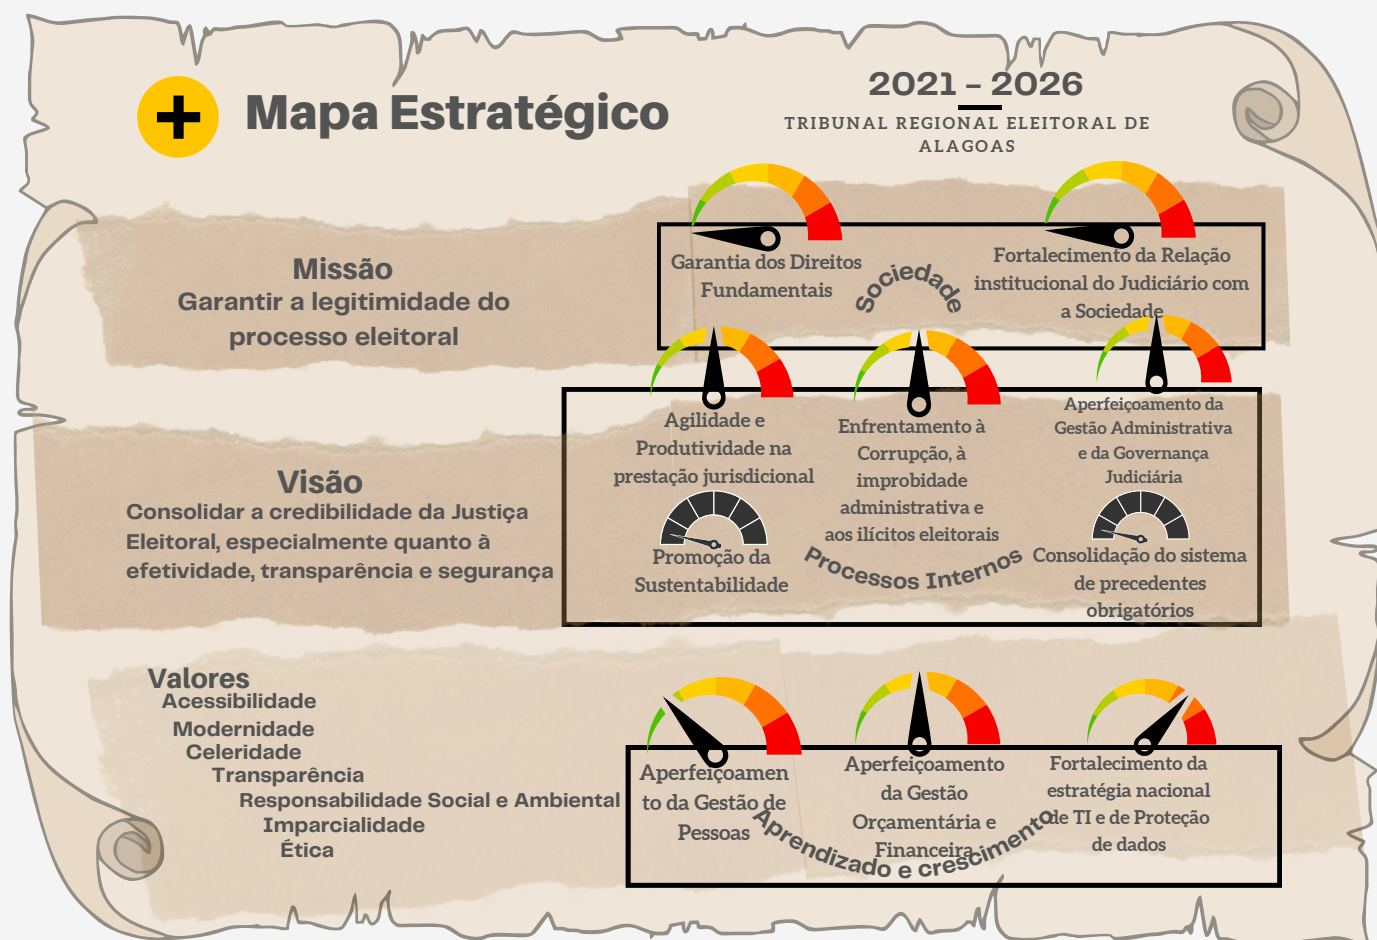 Mapa Estratégico
2021 – 2026
TRIBUNAL REGIONAL ELEITORAL DE
ALAGOAS
Missão
Garantir a legitimidade do
processo eleitoral
Garantia dos Direitos
Fundamentais
Sociedade
Fortalecimento da Relação
institucional do Judiciário com
a Sociedade
Visão
Consolidar a credibilidade da Justiça
Eleitoral, especialmente quanto à
efetividade, transparência e segurança
Agilidade e
Produtividade na
prestação jurisdicional
Enfrentamento à
Corrupção, à
improbidade
administrativa e
aos ilícitos eleitorais
Aperfeiçoamento da
Gestão Administrativa
e da Governança
Judiciária
Promoção da
Sustentabilidade
Processos Internos
Consolidação do sistema
de precedentes
obrigatórios
Valores
Acessibilidade
Modernidade
Celeridade
Transparência
Responsabilidade Social e Ambiental
Imparcialidade
Ética
Aperfeiçoamen
to da Gestão de
Pessoas
Aperfeiçoamento
da Gestão
Orçamentária e
Financeira
Fortalecimento da
estratégia nacional
de TI e de Proteção
de dados
Aprendizado e crescimento